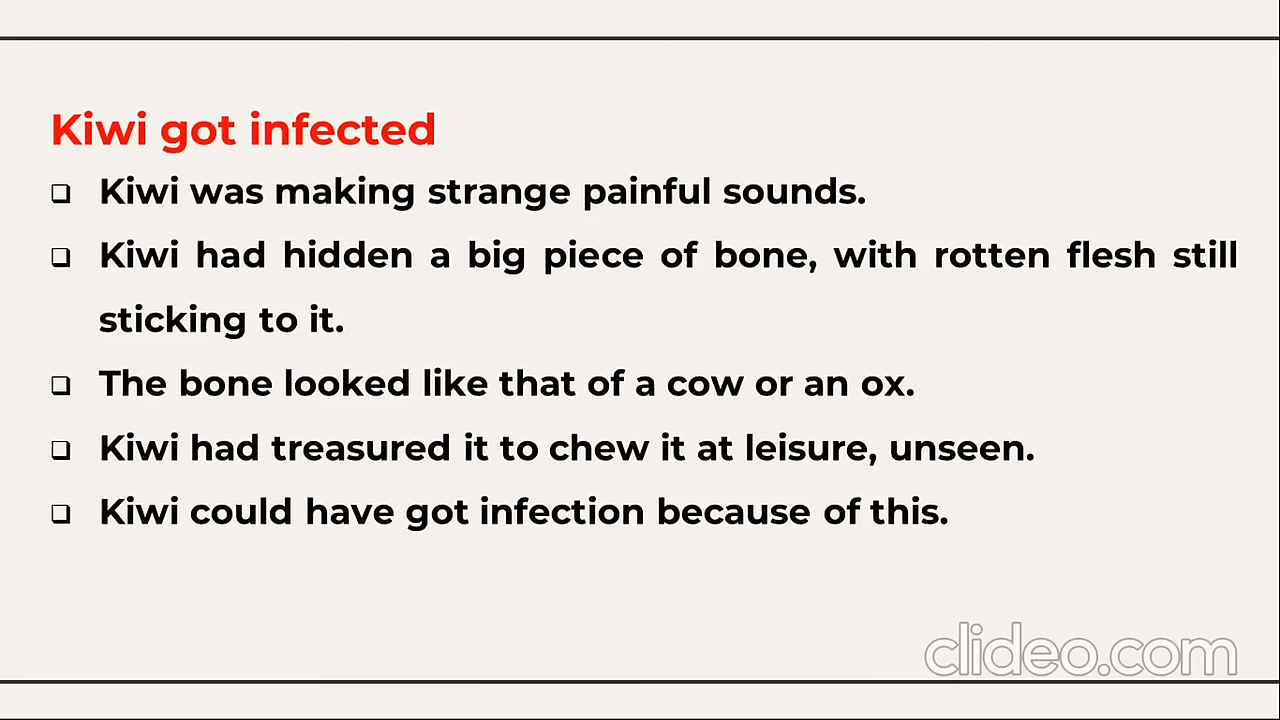 Kiwi got infected
❑ Kiwi was making strange painful sounds.
❑ Kiwi had hidden a big piece of bone, with rotten flesh still
sticking to it.
❑ The bone looked like that of a cow or an ox.
❑ Kiwi had treasured it to chew it at leisure, unseen.
❑ Kiwi could have got infection because of this.
clideo.com